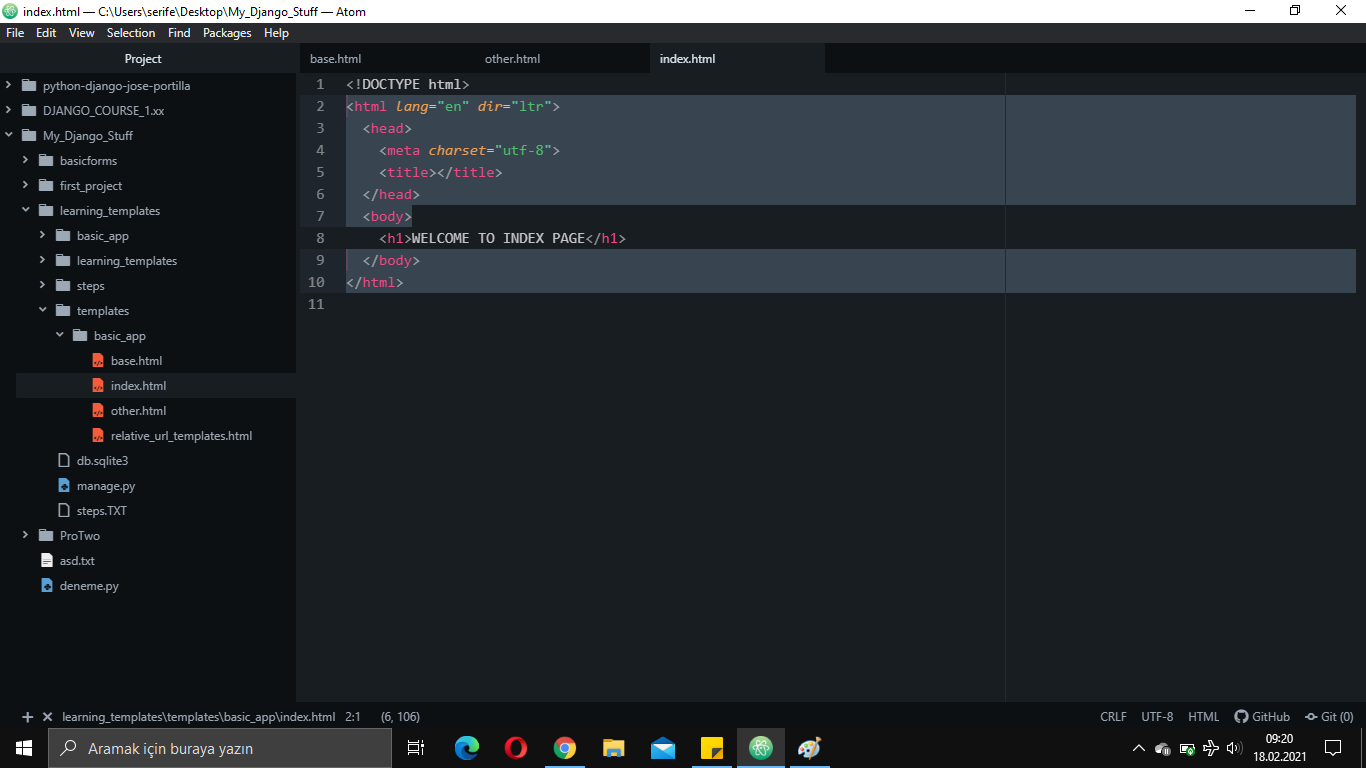 index.html — C:\Users\serife\Desktop\My_Django_Stuff — Atom
File Edit View Selection Find Packages Help
Project
python-django-jose-portilla
DJANGO_COURSE_1.xx
My_Django_Stuff
basicforms
first_project
learning_templates
basic_app
learning_templates
steps
templates
basic_app
base.html
index.html
other.html
relative_url_templates.html
db.sqlite3
manage.py
steps.TXT
ProTwo
asd.txt
deneme.py
base.html other.html index.html
1 <!DOCTYPE html>
2 <html lang="en" dir="ltr">
3 <head>
4 <meta charset="utf-8">
5 <title></title>
6 </head>
7 <body>
8 <h1>WELCOME TO INDEX PAGE</h1>
9 </body>
10 </html>
11
learning_templates\templates\basic_app\index.html 2:1 (6, 106)
CRLF UTF-8 HTML GitHub Git (0)
Aramak için buraya yazın
09:20
18.02.2021